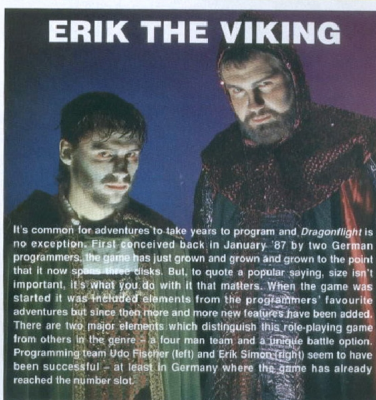 ERIK THE VIKING
It's common for adventures to take years to program and Dragonflight is
no exception. First conceived back in January '87 by two German
programmers, the game has just grown and grown and grown to the point
that it now spans three disks. But, to quote a popular saying, size isn't
important, it's what you do with it that matters. When the game was
started it was included elements from the programmers' favourite
adventures but since then more and more new features have been added.
There are two major elements which distinguish this role-playing game
from others in the genre – a four man team and a unique battle option.
Programming team Udo Fischer (left) and Erik Simon (right) seem to have
been successful – at least in Germany where the game has already
reached the number slot.